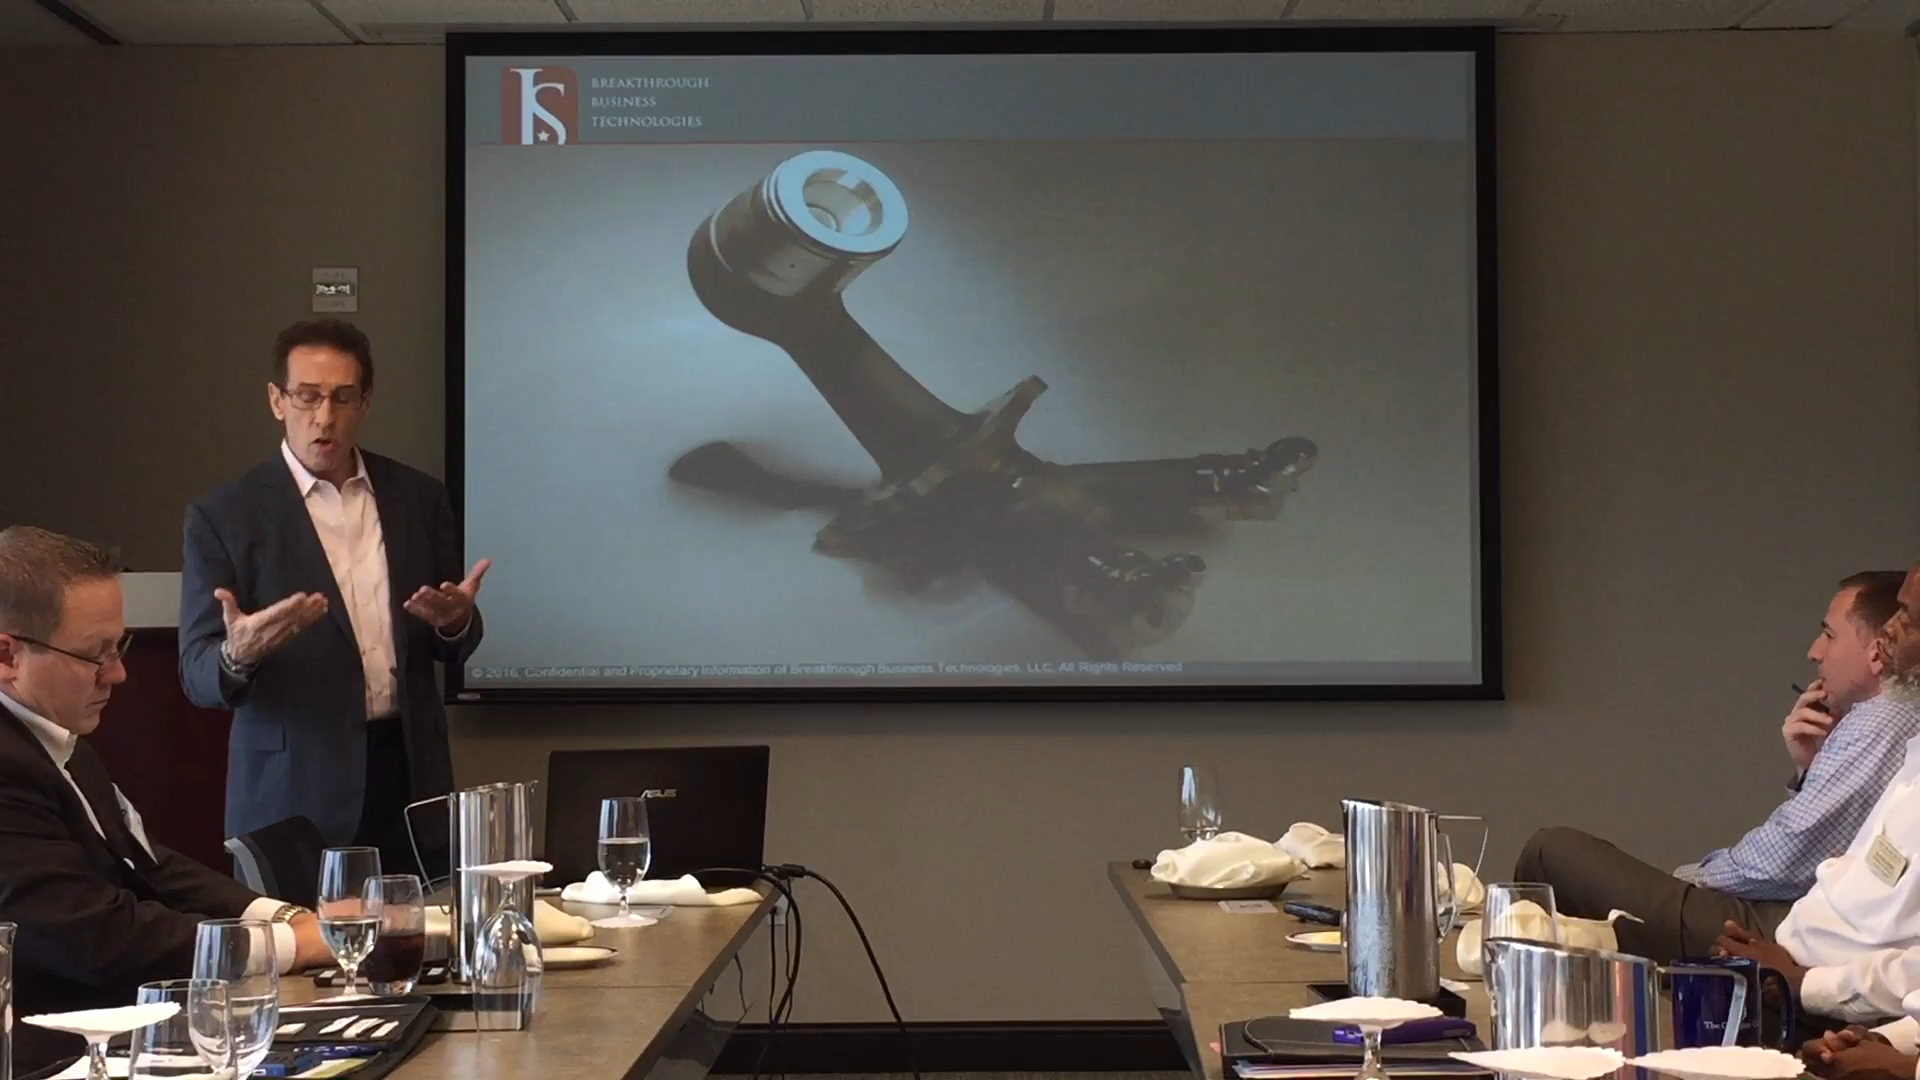 BREAKTHROUGH
BUSINESS
TECHNOLOGIES
© 2016, Confidential and Proprietary Information of Breakthrough Business Technologies, LLC, All Rights Reserved
ASUS